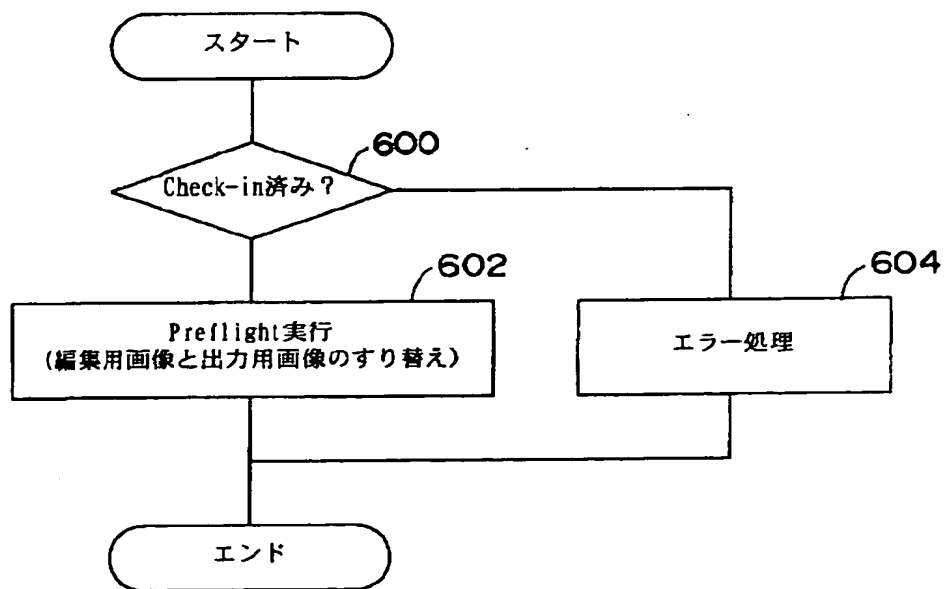 スタート
600
Check-in済み？
602
604
Preflight実行
(編集用画像と出力用画像のすり替え)
エラー処理
エンド